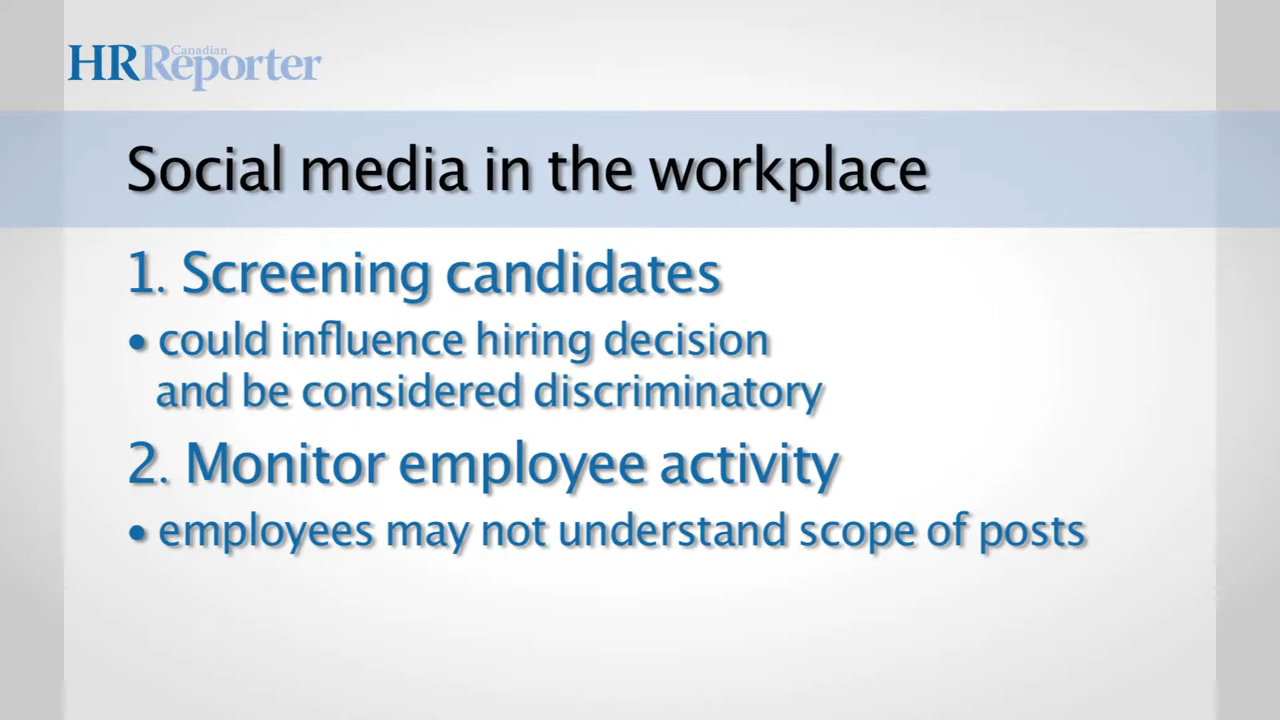 HR Canadian Reporter
Social media in the workplace
1. Screening candidates
• could influence hiring decision
and be considered discriminatory
2. Monitor employee activity
• employees may not understand scope of posts